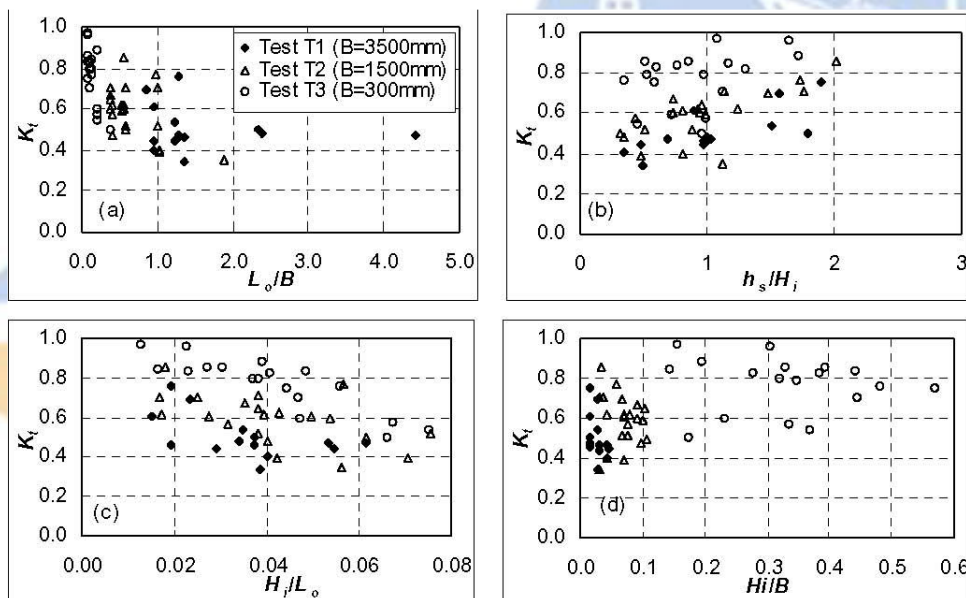 1.0
0.8
0.6
0.4
0.2
0.0
Kt
◆ Test T1 (B=3500mm)
△ Test T2 (B=1500mm)
○ Test T3 (B=300mm)
(a)
0.0 1.0 2.0 3.0 4.0 5.0
Lo/B
1.0
0.8
0.6
0.4
0.2
0.0
Kt
(b)
0 1 2 3
hs/Hi
1.0
0.8
0.6
0.4
0.2
0.0
Kt
(c)
0.00 0.02 0.04 0.06 0.08
Hi/Lo
1.0
0.8
0.6
0.4
0.2
0.0
Kt
(d)
0.0 0.1 0.2 0.3 0.4 0.5 0.6
Hi/B